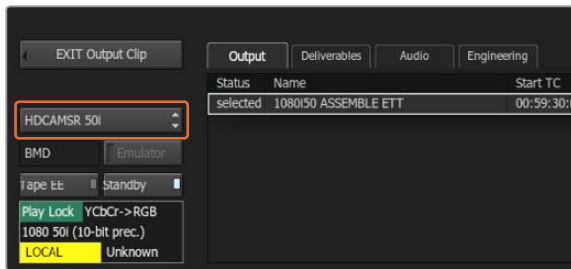 EXIT Output Clip
Output Deliverables Audio Engineering
Status Name Start TC
selected 1080i50 ASSEMBLE ETT 00:59:30:
HDCAMSR 50i
BMD Emulator
Tape EE Standby
Play Lock YCbCr->RGB
1080 50i (10-bit prec.)
LOCAL Unknown